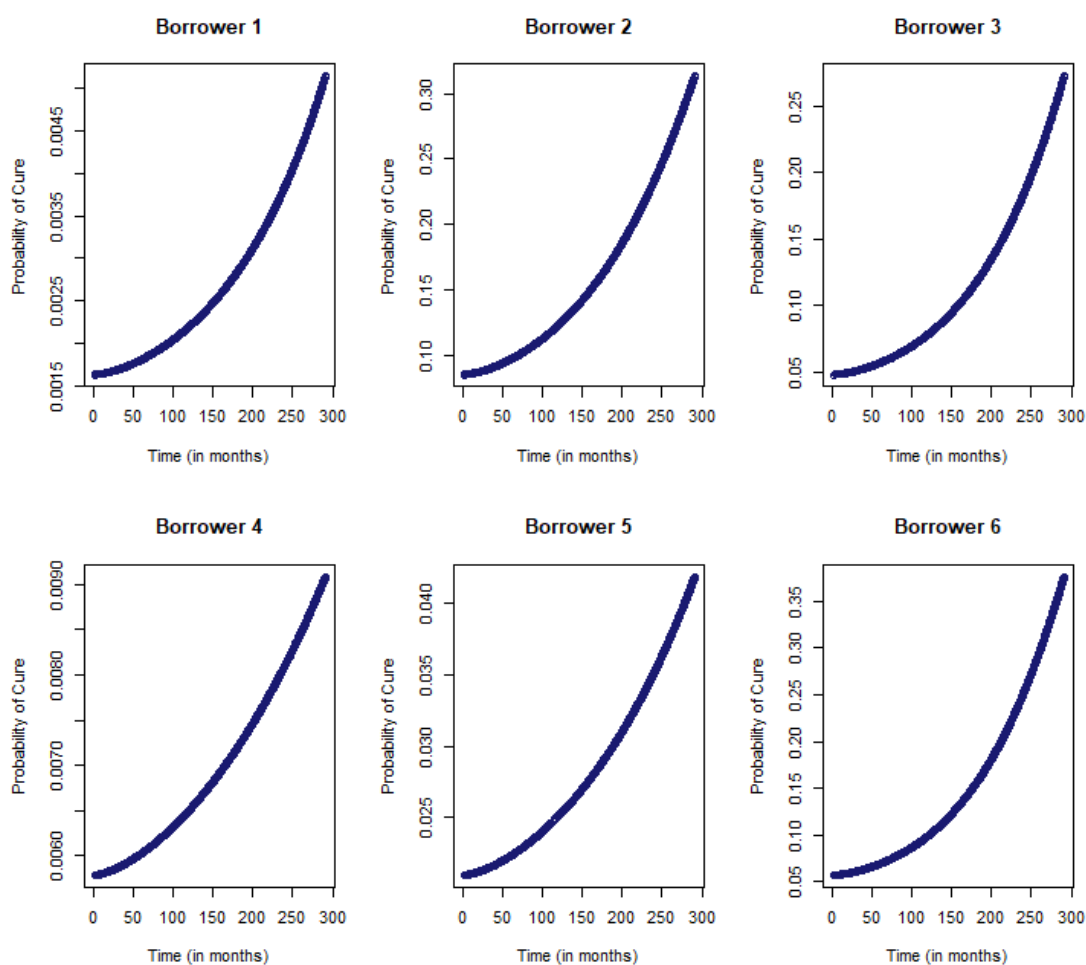 Borrower 1
Probability of Cure
0.0015 0.0025 0.0035 0.0045
0 50 100 150 200 250 300
Time (in months)
Borrower 2
Probability of Cure
0.10 0.15 0.20 0.25 0.30
0 50 100 150 200 250 300
Time (in months)
Borrower 3
Probability of Cure
0.05 0.10 0.15 0.20 0.25
0 50 100 150 200 250 300
Time (in months)
Borrower 4
Probability of Cure
0.0060 0.0070 0.0080 0.0090
0 50 100 150 200 250 300
Time (in months)
Borrower 5
Probability of Cure
0.025 0.030 0.035 0.040
0 50 100 150 200 250 300
Time (in months)
Borrower 6
Probability of Cure
0.05 0.10 0.15 0.20 0.25 0.30 0.35
0 50 100 150 200 250 300
Time (in months)